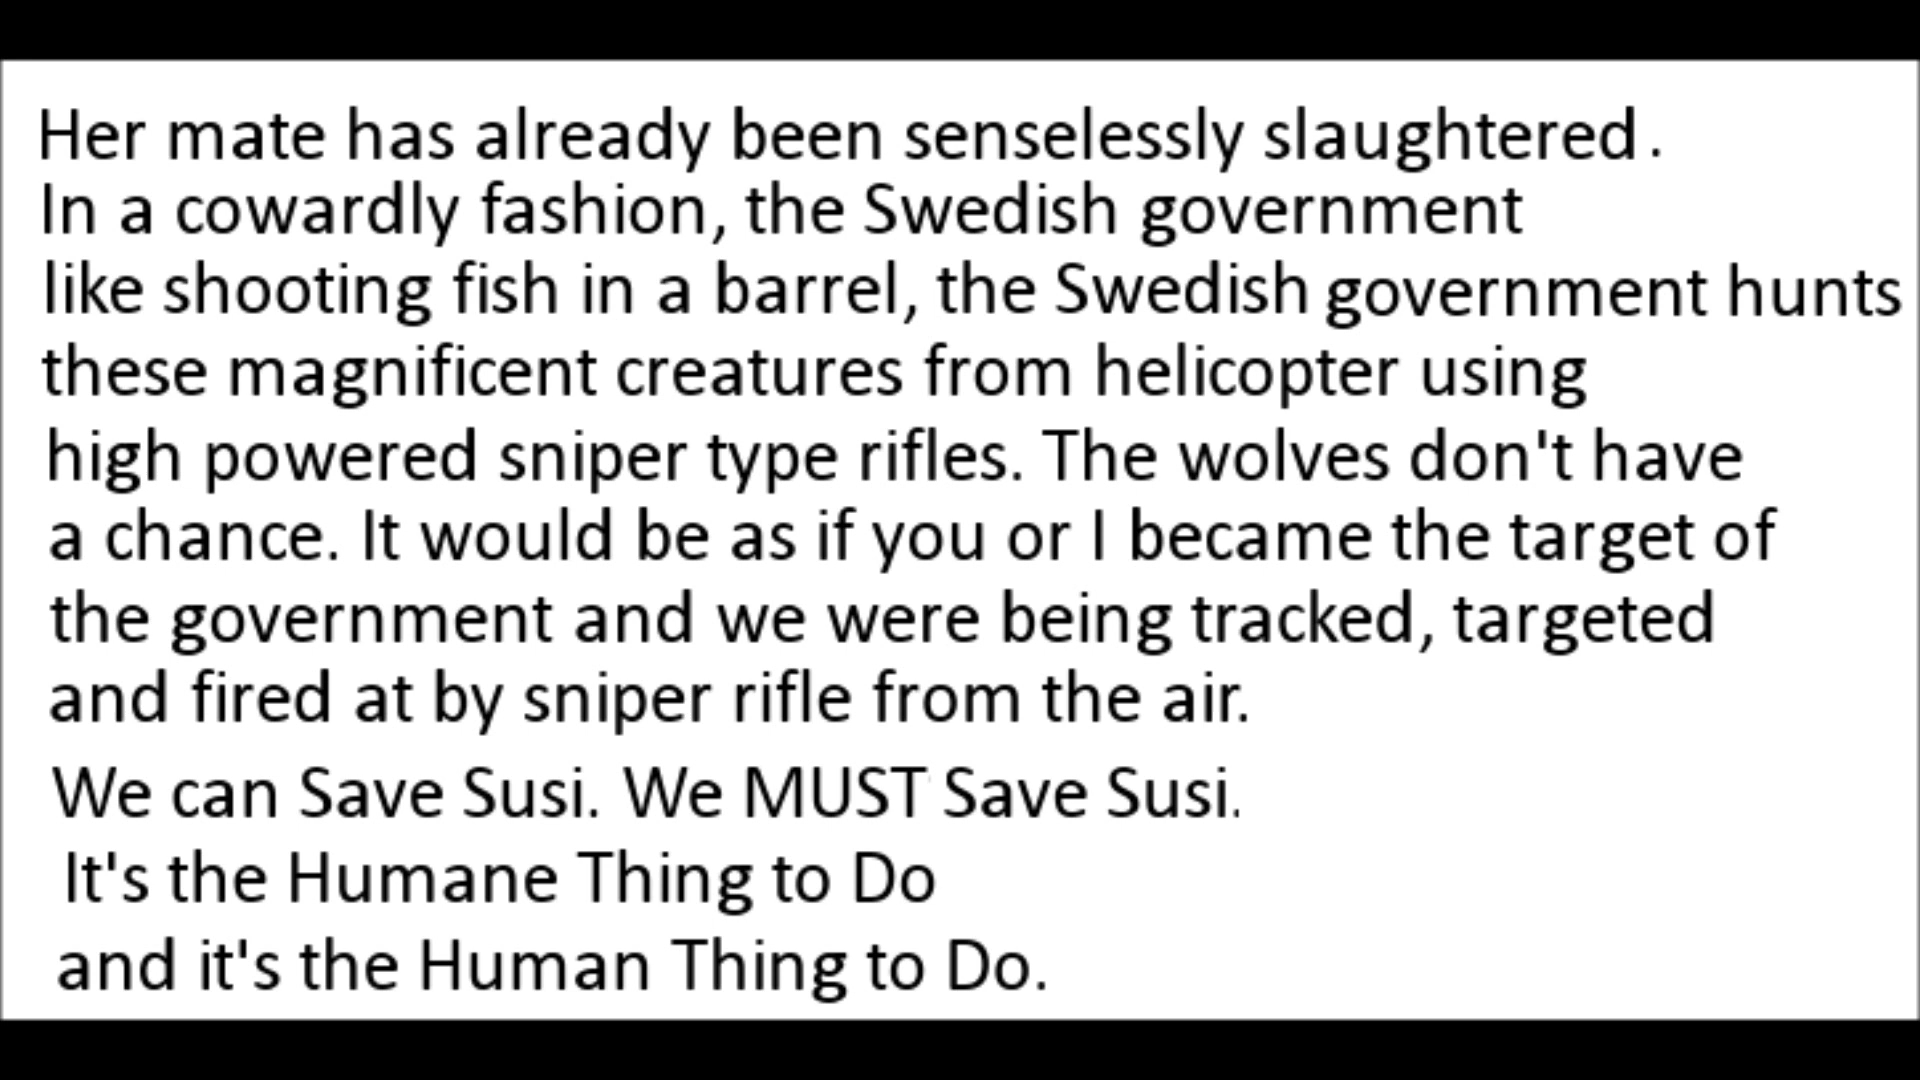 Her mate has already been senselessly slaughtered .
In a cowardly fashion, the Swedish government
like shooting fish in a barrel, the Swedish government hunts
these magnificent creatures from helicopter using
high powered sniper type rifles. The wolves don't have
a chance. It would be as if you or I became the target of
the government and we were being tracked, targeted
and fired at by sniper rifle from the air.
We can Save Susi. We MUST Save Susi.
It's the Humane Thing to Do
and it's the Human Thing to Do.